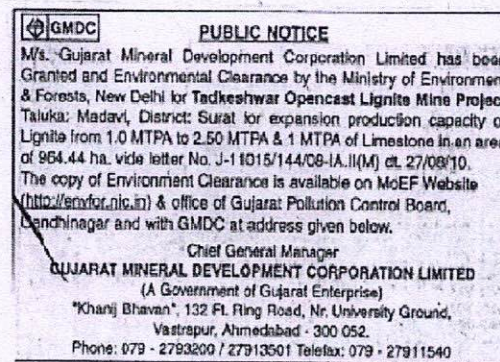 GMDC
PUBLIC NOTICE
M/s. Gujarat Mineral Development Corporation Limited has been
Granted and Environmental Clearance by the Ministry of Environmen
& Forests, New Delhi for Tadkeshwar Opencast Lignite Mine Projec
Taluka: Madavi, District: Surat for expansion production capacity o
Lignite from 1.0 MTPA to 2.50 MTPA & 1 MTPA of Limestone in an area
of 964.44 ha. vide letter No. J-11015/144/08-IA.II(M) dt. 27/08/10.
The copy of Environment Clearance is available on MoEF Website
(http://envfor.nic.in) & office of Gujarat Pollution Control Board,
Gandhinagar and with GMDC at address given below.
Chief General Manager
GUJARAT MINERAL DEVELOPMENT CORPORATION LIMITED
(A Government of Gujarat Enterprise)
"Khanij Bhavan", 132 Ft. Ring Road, Nr. University Ground,
Vastrapur, Ahmedabad - 300 052.
Phone: 079 - 2793200 / 27913501 Telefax: 079 - 27911540